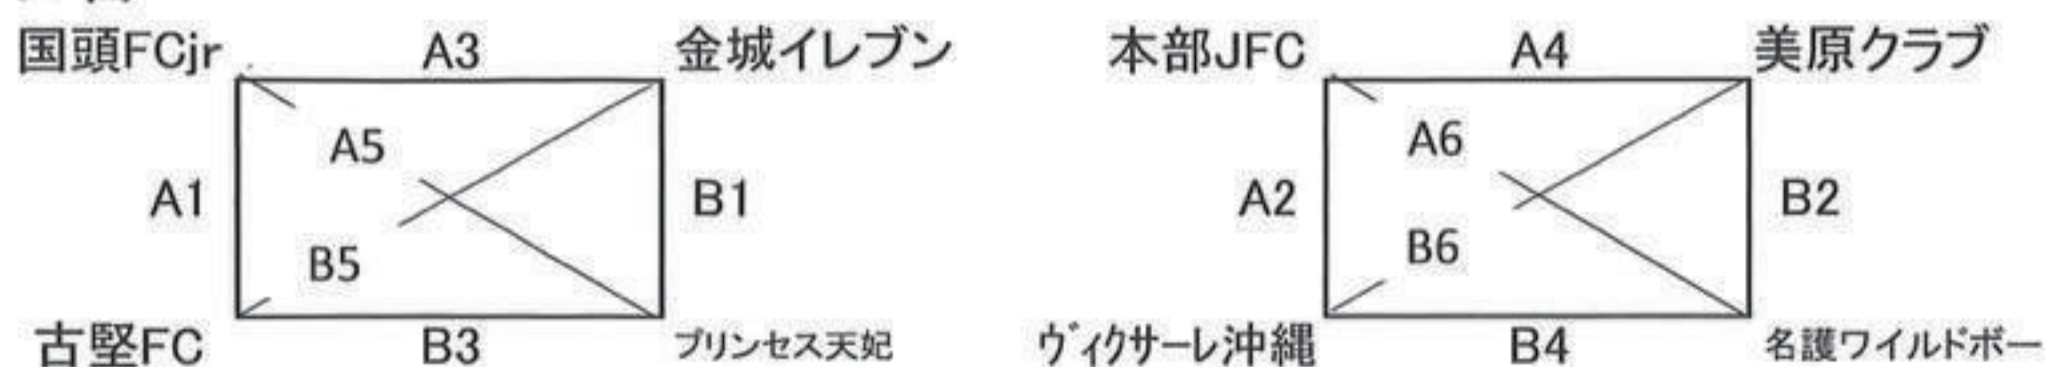 国頭FCjr A3 金城イレブン 本部JFC A4 美原クラブ
A5 A6
A1 B1 A2 B2
B5 B6
古堅FC B3 プリンセス天妃 ヴィクサーレ沖縄 B4 名護ワイルドボー